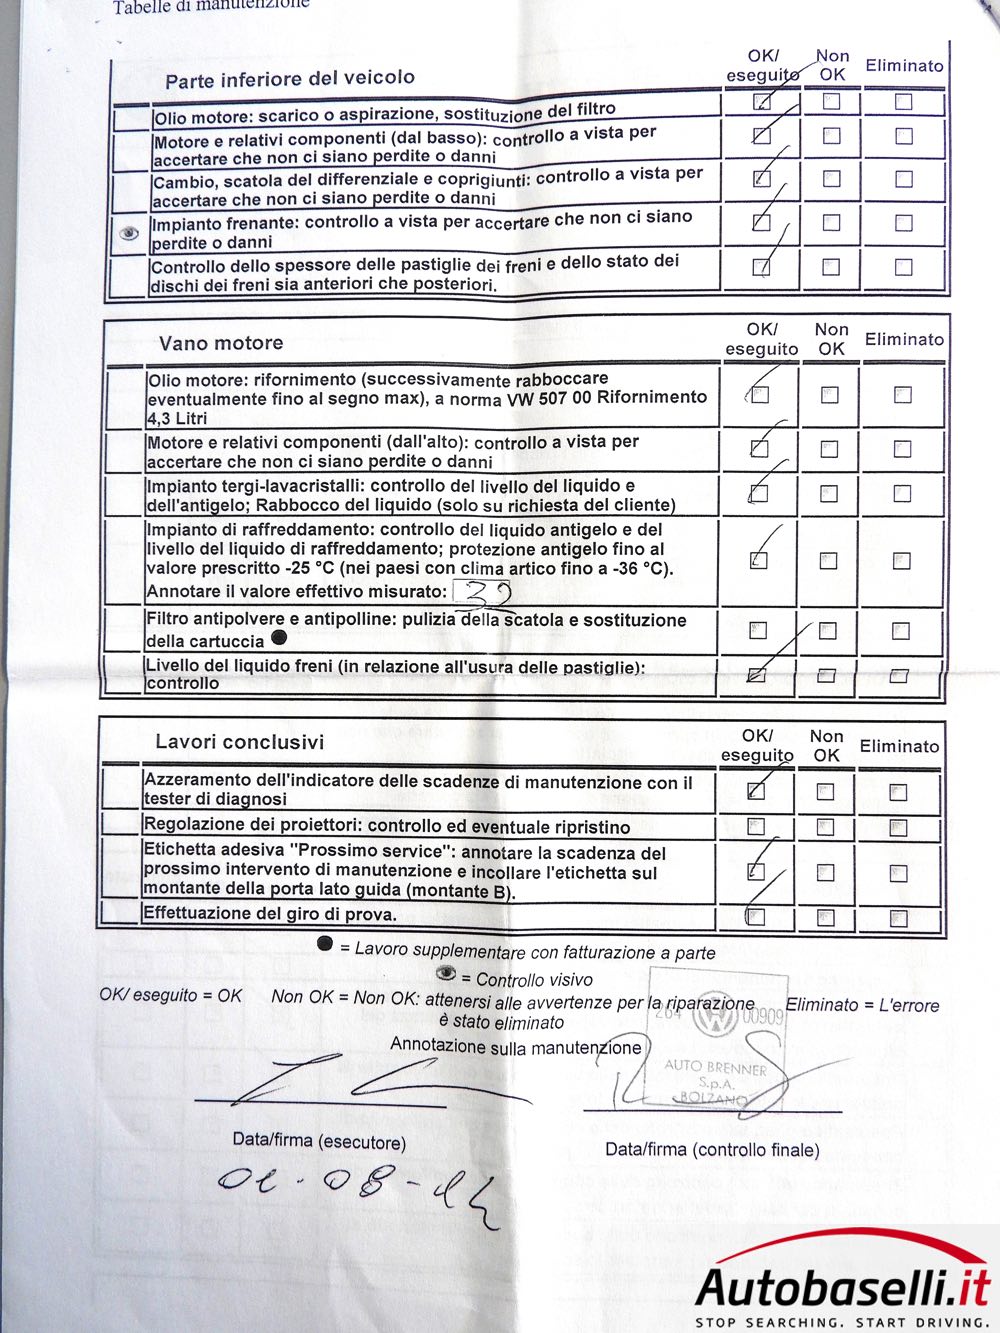 Tabelle di manutenzione
Parte inferiore del veicolo
OK/ eseguito
Non OK
Eliminato
Olio motore: scarico o aspirazione, sostituzione del filtro
Motore e relativi componenti (dal basso): controllo a vista per
accertare che non ci siano perdite o danni
Cambio, scatola del differenziale e coprigiunti: controllo a vista per
accertare che non ci siano perdite o danni
Impianto frenante: controllo a vista per accertare che non ci siano
perdite o danni
Controllo dello spessore delle pastiglie dei freni e dello stato dei
dischi dei freni sia anteriori che posteriori.
Vano motore
OK/ eseguito
Non OK
Eliminato
Olio motore: rifornimento (successivamente rabboccare
eventualmente fino al segno max), a norma VW 507 00 Rifornimento
4,3 Litri
Motore e relativi componenti (dall'alto): controllo a vista per
accertare che non ci siano perdite o danni
Impianto tergi-lavacristalli: controllo del livello del liquido e
dell'antigelo; Rabbocco del liquido (solo su richiesta del cliente)
Impianto di raffreddamento: controllo del liquido antigelo e del
livello del liquido di raffreddamento; protezione antigelo fino al
valore prescritto -25 °C (nei paesi con clima artico fino a -36 °C).
Annotare il valore effettivo misurato: 32
Filtro antipolvere e antipolline: pulizia della scatola e sostituzione
della cartuccia ●
Livello del liquido freni (in relazione all'usura delle pastiglie):
controllo
Lavori conclusivi
OK/ eseguito
Non OK
Eliminato
Azzeramento dell'indicatore delle scadenze di manutenzione con il
tester di diagnosi
Regolazione dei proiettori: controllo ed eventuale ripristino
Etichetta adesiva "Prossimo service": annotare la scadenza del
prossimo intervento di manutenzione e incollare l'etichetta sul
montante della porta lato guida (montante B).
Effettuazione del giro di prova.
● = Lavoro supplementare con fatturazione a parte
= Controllo visivo
OK/ eseguito = OK Non OK = Non OK: attenersi alle avvertenze per la riparazione Eliminato = L'errore
è stato eliminato
264 00909
Annotazione sulla manutenzione
AUTO BRENNER
S.p.A.
BOLZANO
Data/firma (esecutore)
Data/firma (controllo finale)
01-08-14
Autobaselli.it
STOP SEARCHING. START DRIVING.